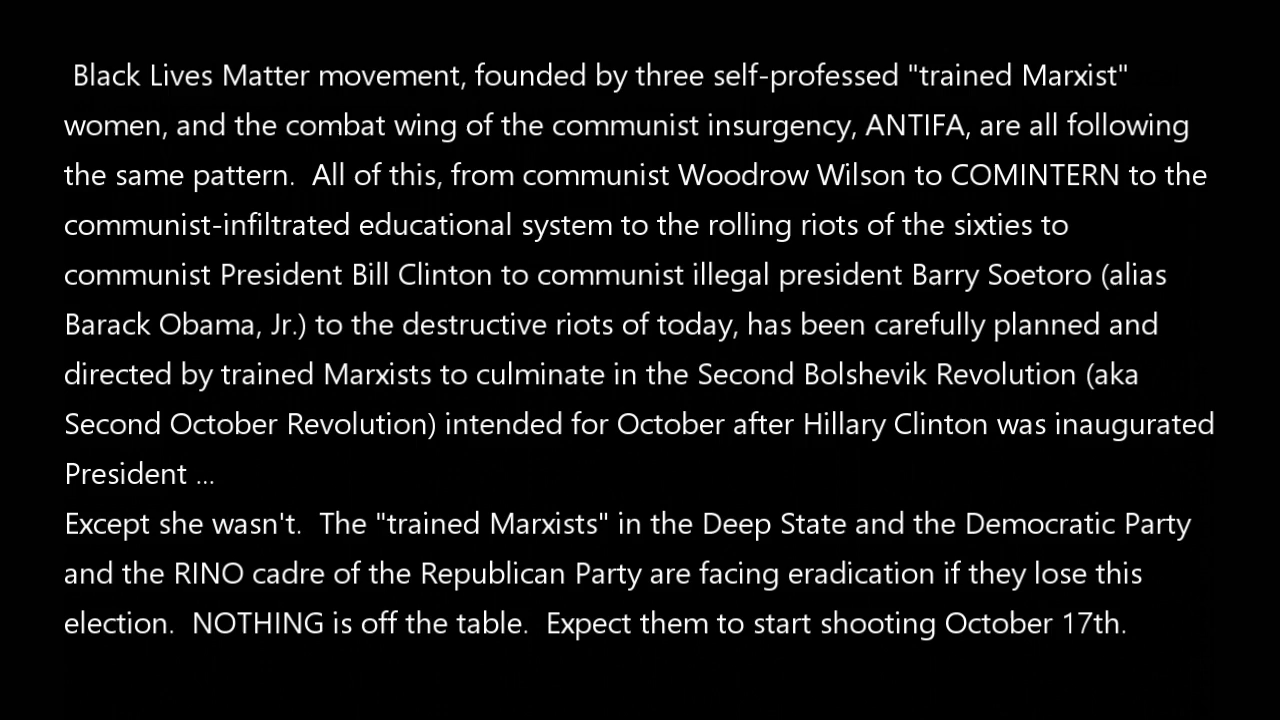 Black Lives Matter movement, founded by three self-professed "trained Marxist"
women, and the combat wing of the communist insurgency, ANTIFA, are all following
the same pattern.  All of this, from communist Woodrow Wilson to COMINTERN to the
communist-infiltrated educational system to the rolling riots of the sixties to
communist President Bill Clinton to communist illegal president Barry Soetoro (alias
Barack Obama, Jr.) to the destructive riots of today, has been carefully planned and
directed by trained Marxists to culminate in the Second Bolshevik Revolution (aka
Second October Revolution) intended for October after Hillary Clinton was inaugurated
President ...
Except she wasn't.  The "trained Marxists" in the Deep State and the Democratic Party
and the RINO cadre of the Republican Party are facing eradication if they lose this
election.  NOTHING is off the table.  Expect them to start shooting October 17th.